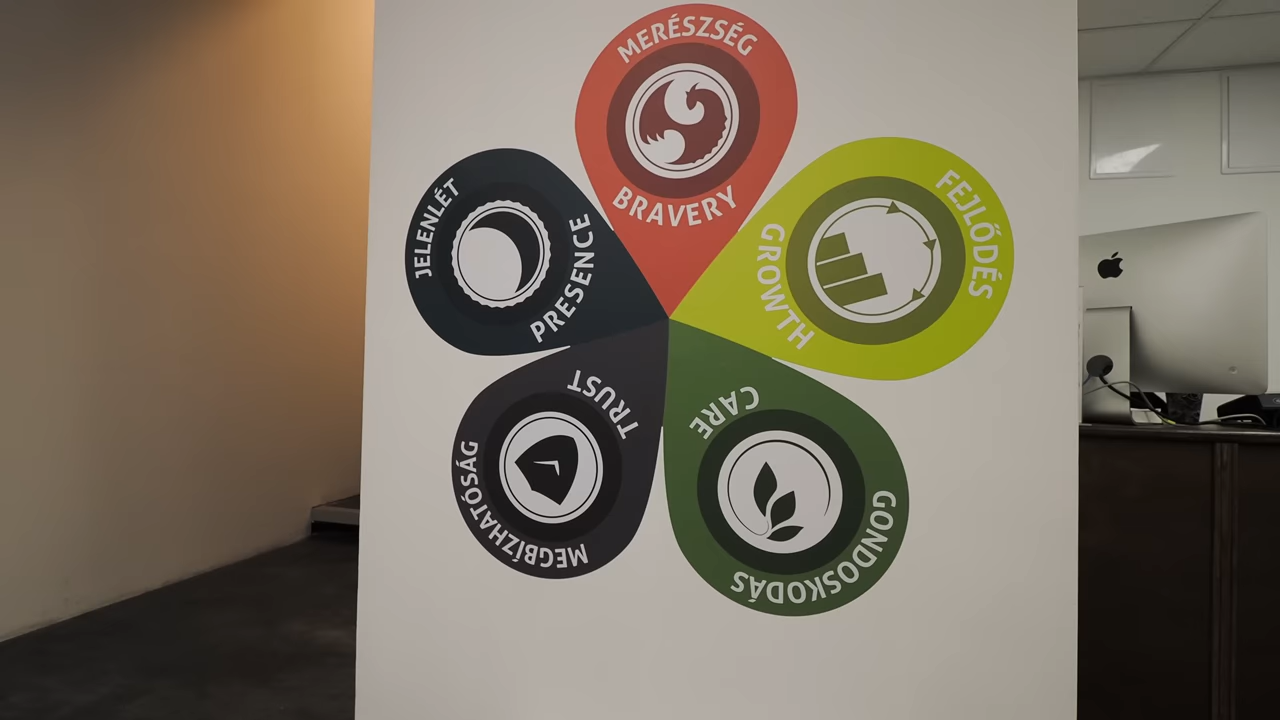 MERÉSZSÉG
BRAVERY
FEJLŐDÉS
GROWTH
CARE
GONDOSKODÁS
TRUST
MEGBÍZHATÓSÁG
JELENLÉT
PRESENCE